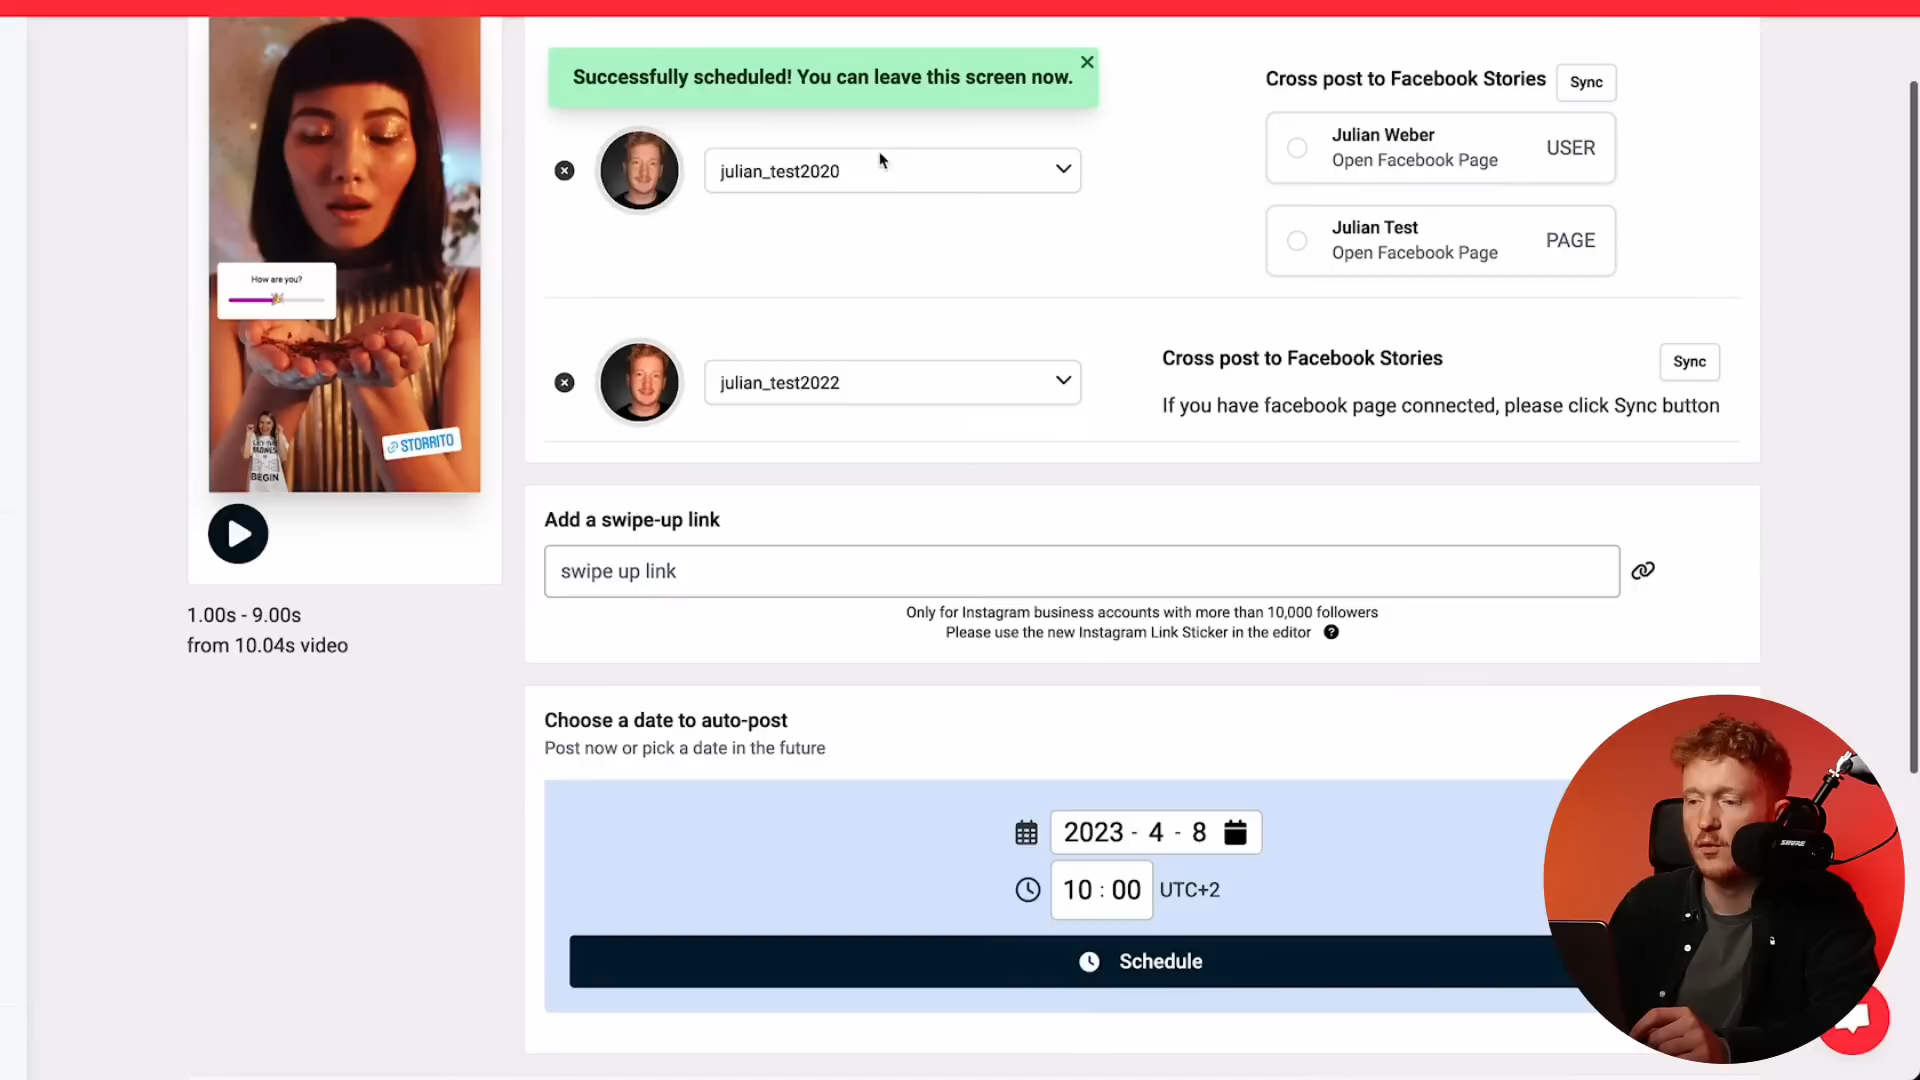 Successfully scheduled! You can leave this screen now.
Cross post to Facebook Stories
Sync
julian_test2020
Julian Weber
Open Facebook Page
USER
Julian Test
Open Facebook Page
PAGE
How are you?
STORRITO
BEGIN
julian_test2022
Cross post to Facebook Stories
Sync
If you have facebook page connected, please click Sync button
Add a swipe-up link
swipe up link
Only for Instagram business accounts with more than 10,000 followers
Please use the new Instagram Link Sticker in the editor
1.00s - 9.00s
from 10.04s video
Choose a date to auto-post
Post now or pick a date in the future
2023 - 4 - 8
10 : 00 UTC+2
Schedule
SHURE